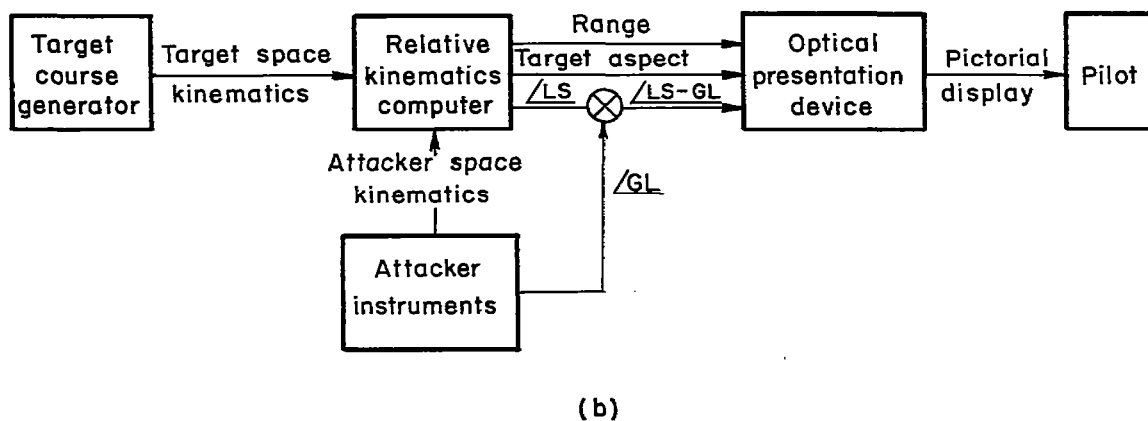 Target
course
generator
Target space
kinematics
Relative
kinematics
computer
Range
Target aspect
/LS
/LS-GL
Optical
presentation
device
Pictorial
display
Pilot
Attacker space
kinematics
/GL
Attacker
instruments
(b)